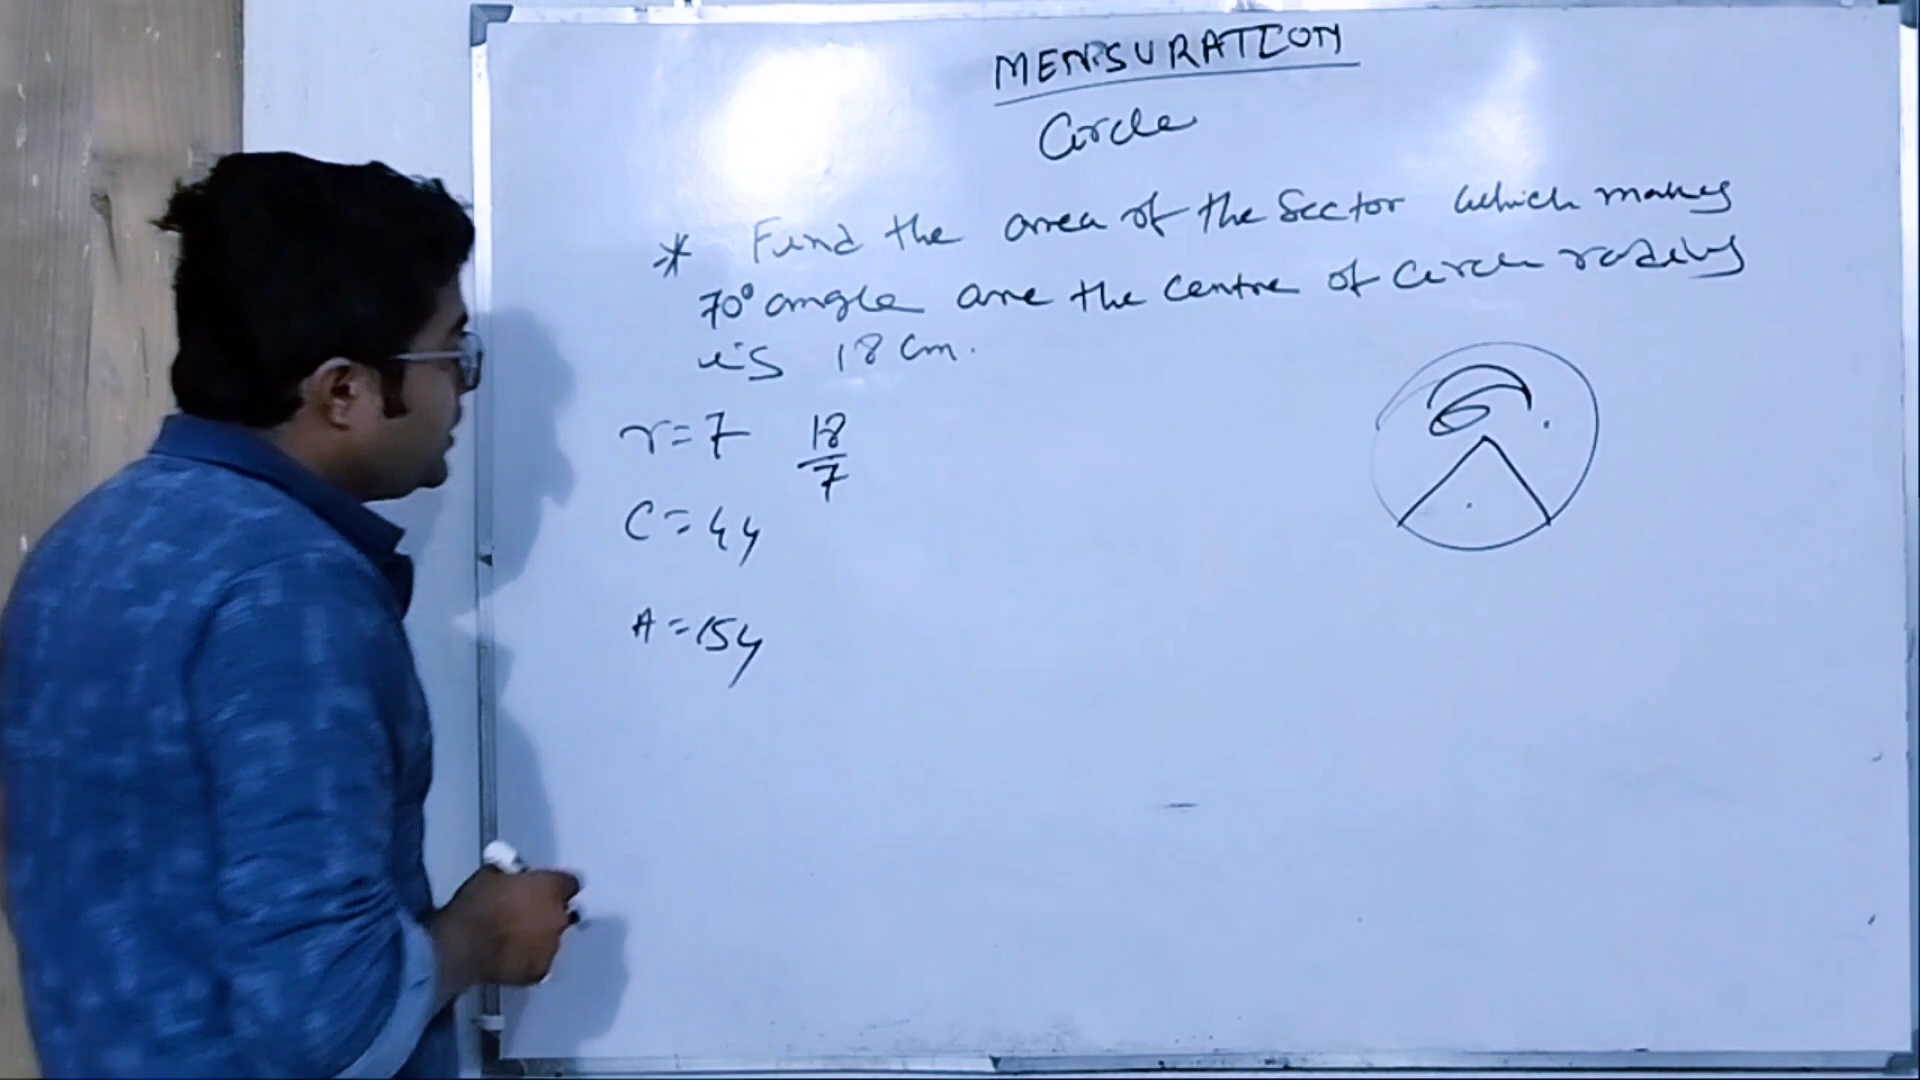 MENSURATION
Circle
* Find the area of the Sector which makes
70° angle are the centre of circle radius
is 18 cm.
r = 7 18/7
C = 44
A = 154
θ